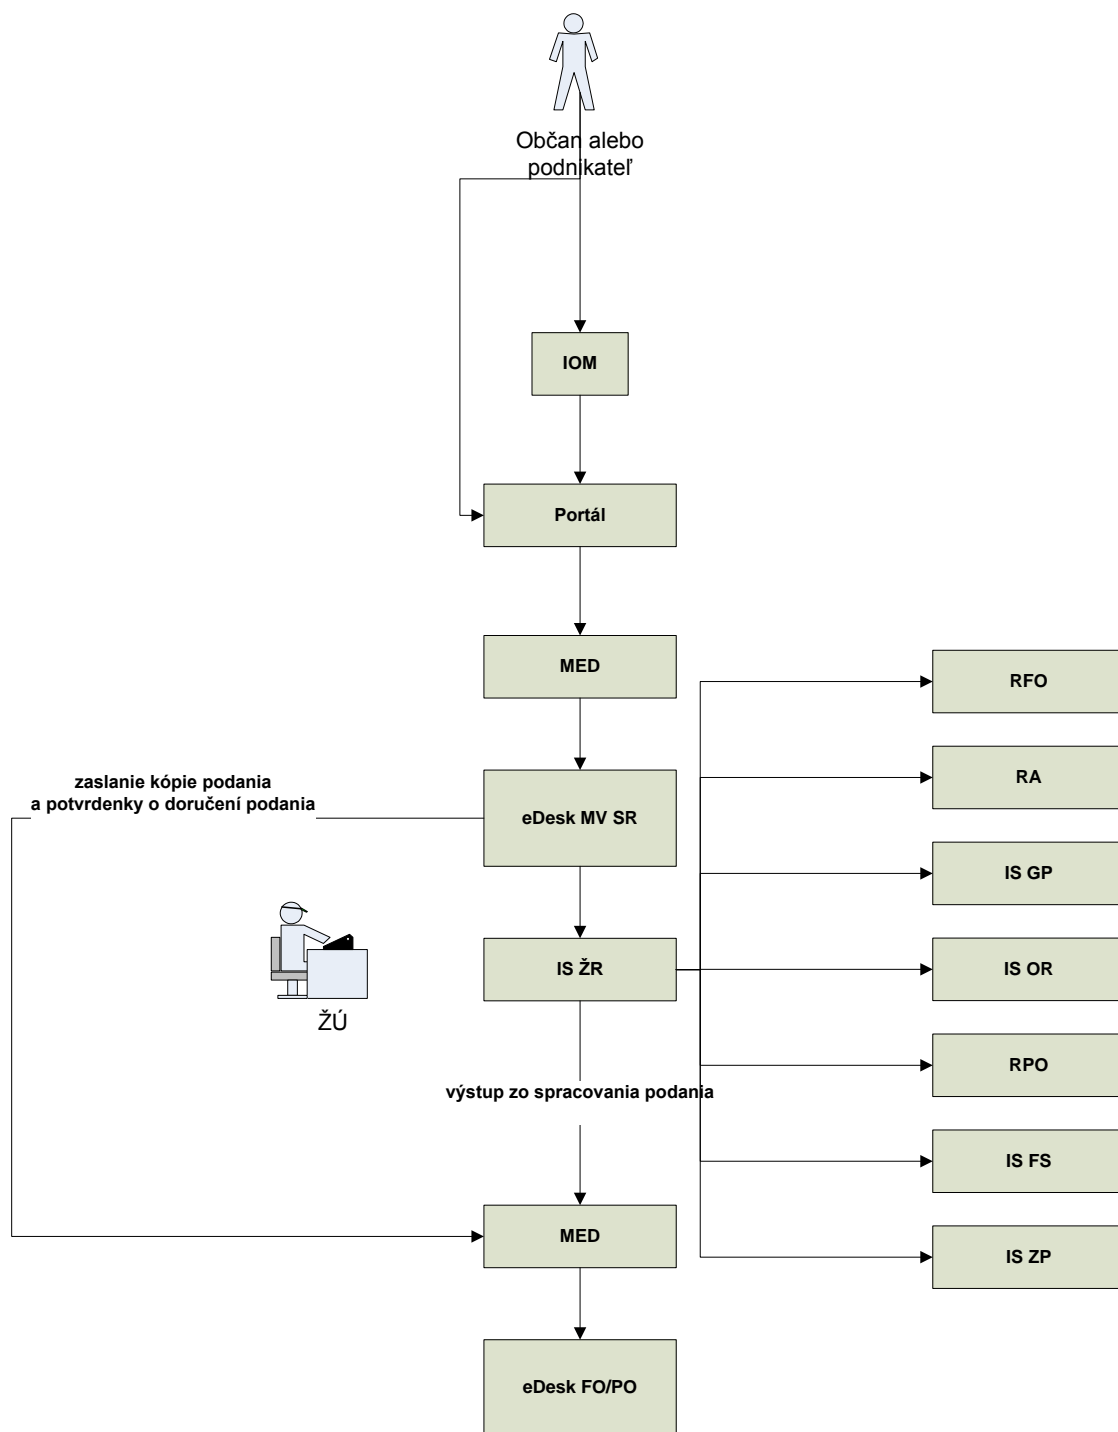 Občan alebo
podnikateľ
IOM
Portál
MED
RFO
RA
zaslanie kópie podania
a potvrdenky o doručení podania
eDesk MV SR
IS GP
IS ŽR
IS OR
ŽÚ
RPO
výstup zo spracovania podania
IS FS
MED
IS ZP
eDesk FO/PO